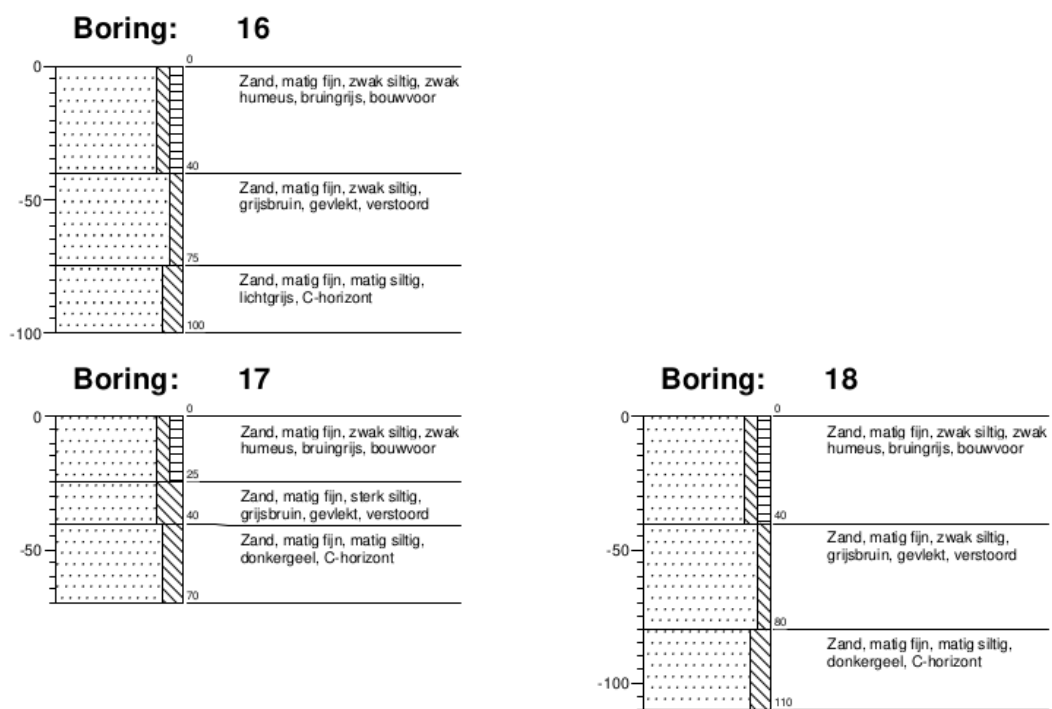 Boring: 16
0
0
Zand, matig fijn, zwak siltig, zwak
humeus, bruingrijs, bouwvoor
40
Zand, matig fijn, zwak siltig,
grijsbruin, gevlekt, verstoord
-50
75
Zand, matig fijn, matig siltig,
lichtgrijs, C-horizont
100
-100
Boring: 17
0
0
Zand, matig fijn, zwak siltig, zwak
humeus, bruingrijs, bouwvoor
25
Zand, matig fijn, sterk siltig,
grijsbruin, gevlekt, verstoord
40
Zand, matig fijn, matig siltig,
donkergeel, C-horizont
-50
70
Boring: 18
0
0
Zand, matig fijn, zwak siltig, zwak
humeus, bruingrijs, bouwvoor
40
Zand, matig fijn, zwak siltig,
grijsbruin, gevlekt, verstoord
-50
80
Zand, matig fijn, matig siltig,
donkergeel, C-horizont
-100
110